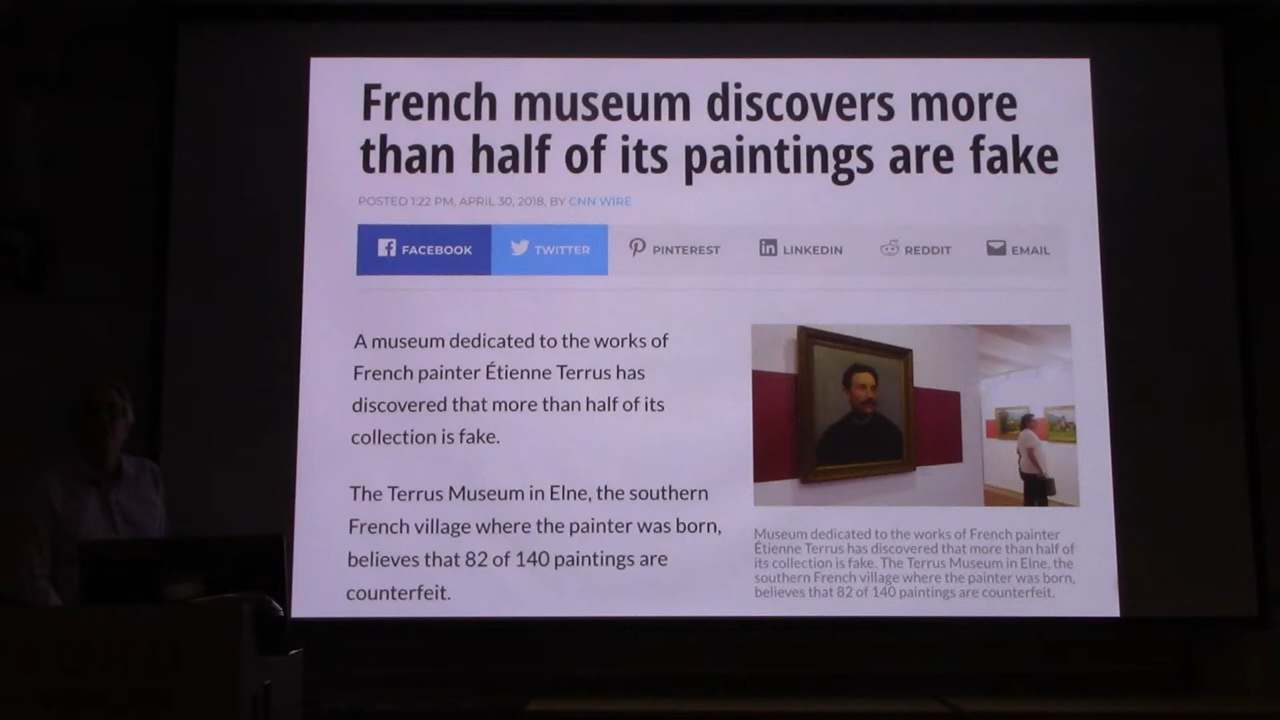 French museum discovers more
than half of its paintings are fake
POSTED 1:22 PM, APRIL 30, 2018, BY CNN WIRE
FACEBOOK TWITTER PINTEREST LINKEDIN REDDIT EMAIL
A museum dedicated to the works of
French painter Étienne Terrus has
discovered that more than half of its
collection is fake.
The Terrus Museum in Elne, the southern
French village where the painter was born,
believes that 82 of 140 paintings are
counterfeit.
Museum dedicated to the works of French painter
Étienne Terrus has discovered that more than half of
its collection is fake. The Terrus Museum in Elne, the
southern French village where the painter was born,
believes that 82 of 140 paintings are counterfeit.